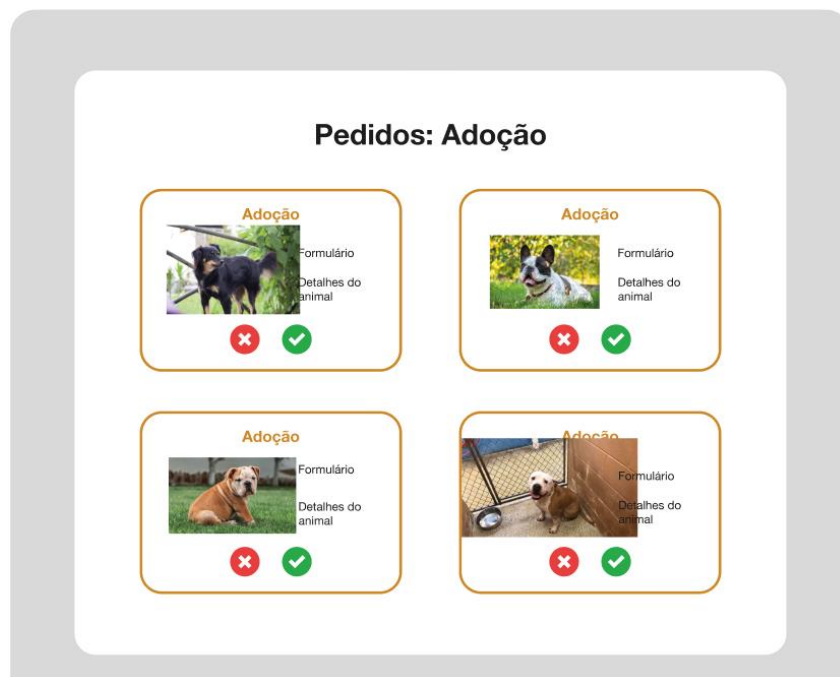 Pedidos: Adoção
Adoção
Formulário
Detalhes do
animal
Adoção
Formulário
Detalhes do
animal
Adoção
Formulário
Detalhes do
animal
Adoção
Formulário
Detalhes do
animal